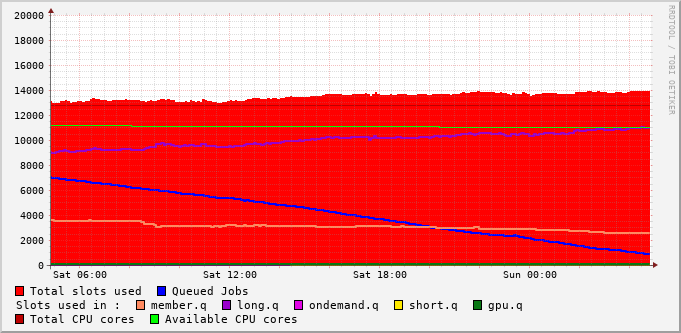 20000
18000
16000
14000
12000
10000
8000
6000
4000
2000
0
Sat 06:00 Sat 12:00 Sat 18:00 Sun 00:00
RRDTOOL / TOBI OETIKER
Total slots used Queued Jobs
Slots used in : member.q long.q ondemand.q short.q gpu.q
Total CPU cores Available CPU cores